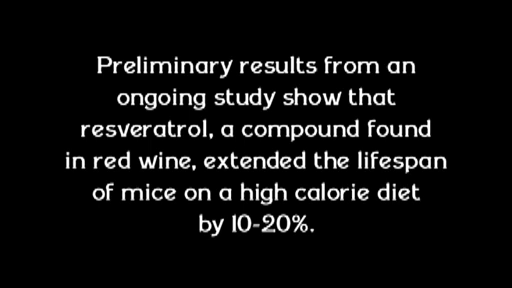 Preliminary results from an
ongoing study show that
resveratrol, a compound found
in red wine, extended the lifespan
of mice on a high calorie diet
by 10-20%.